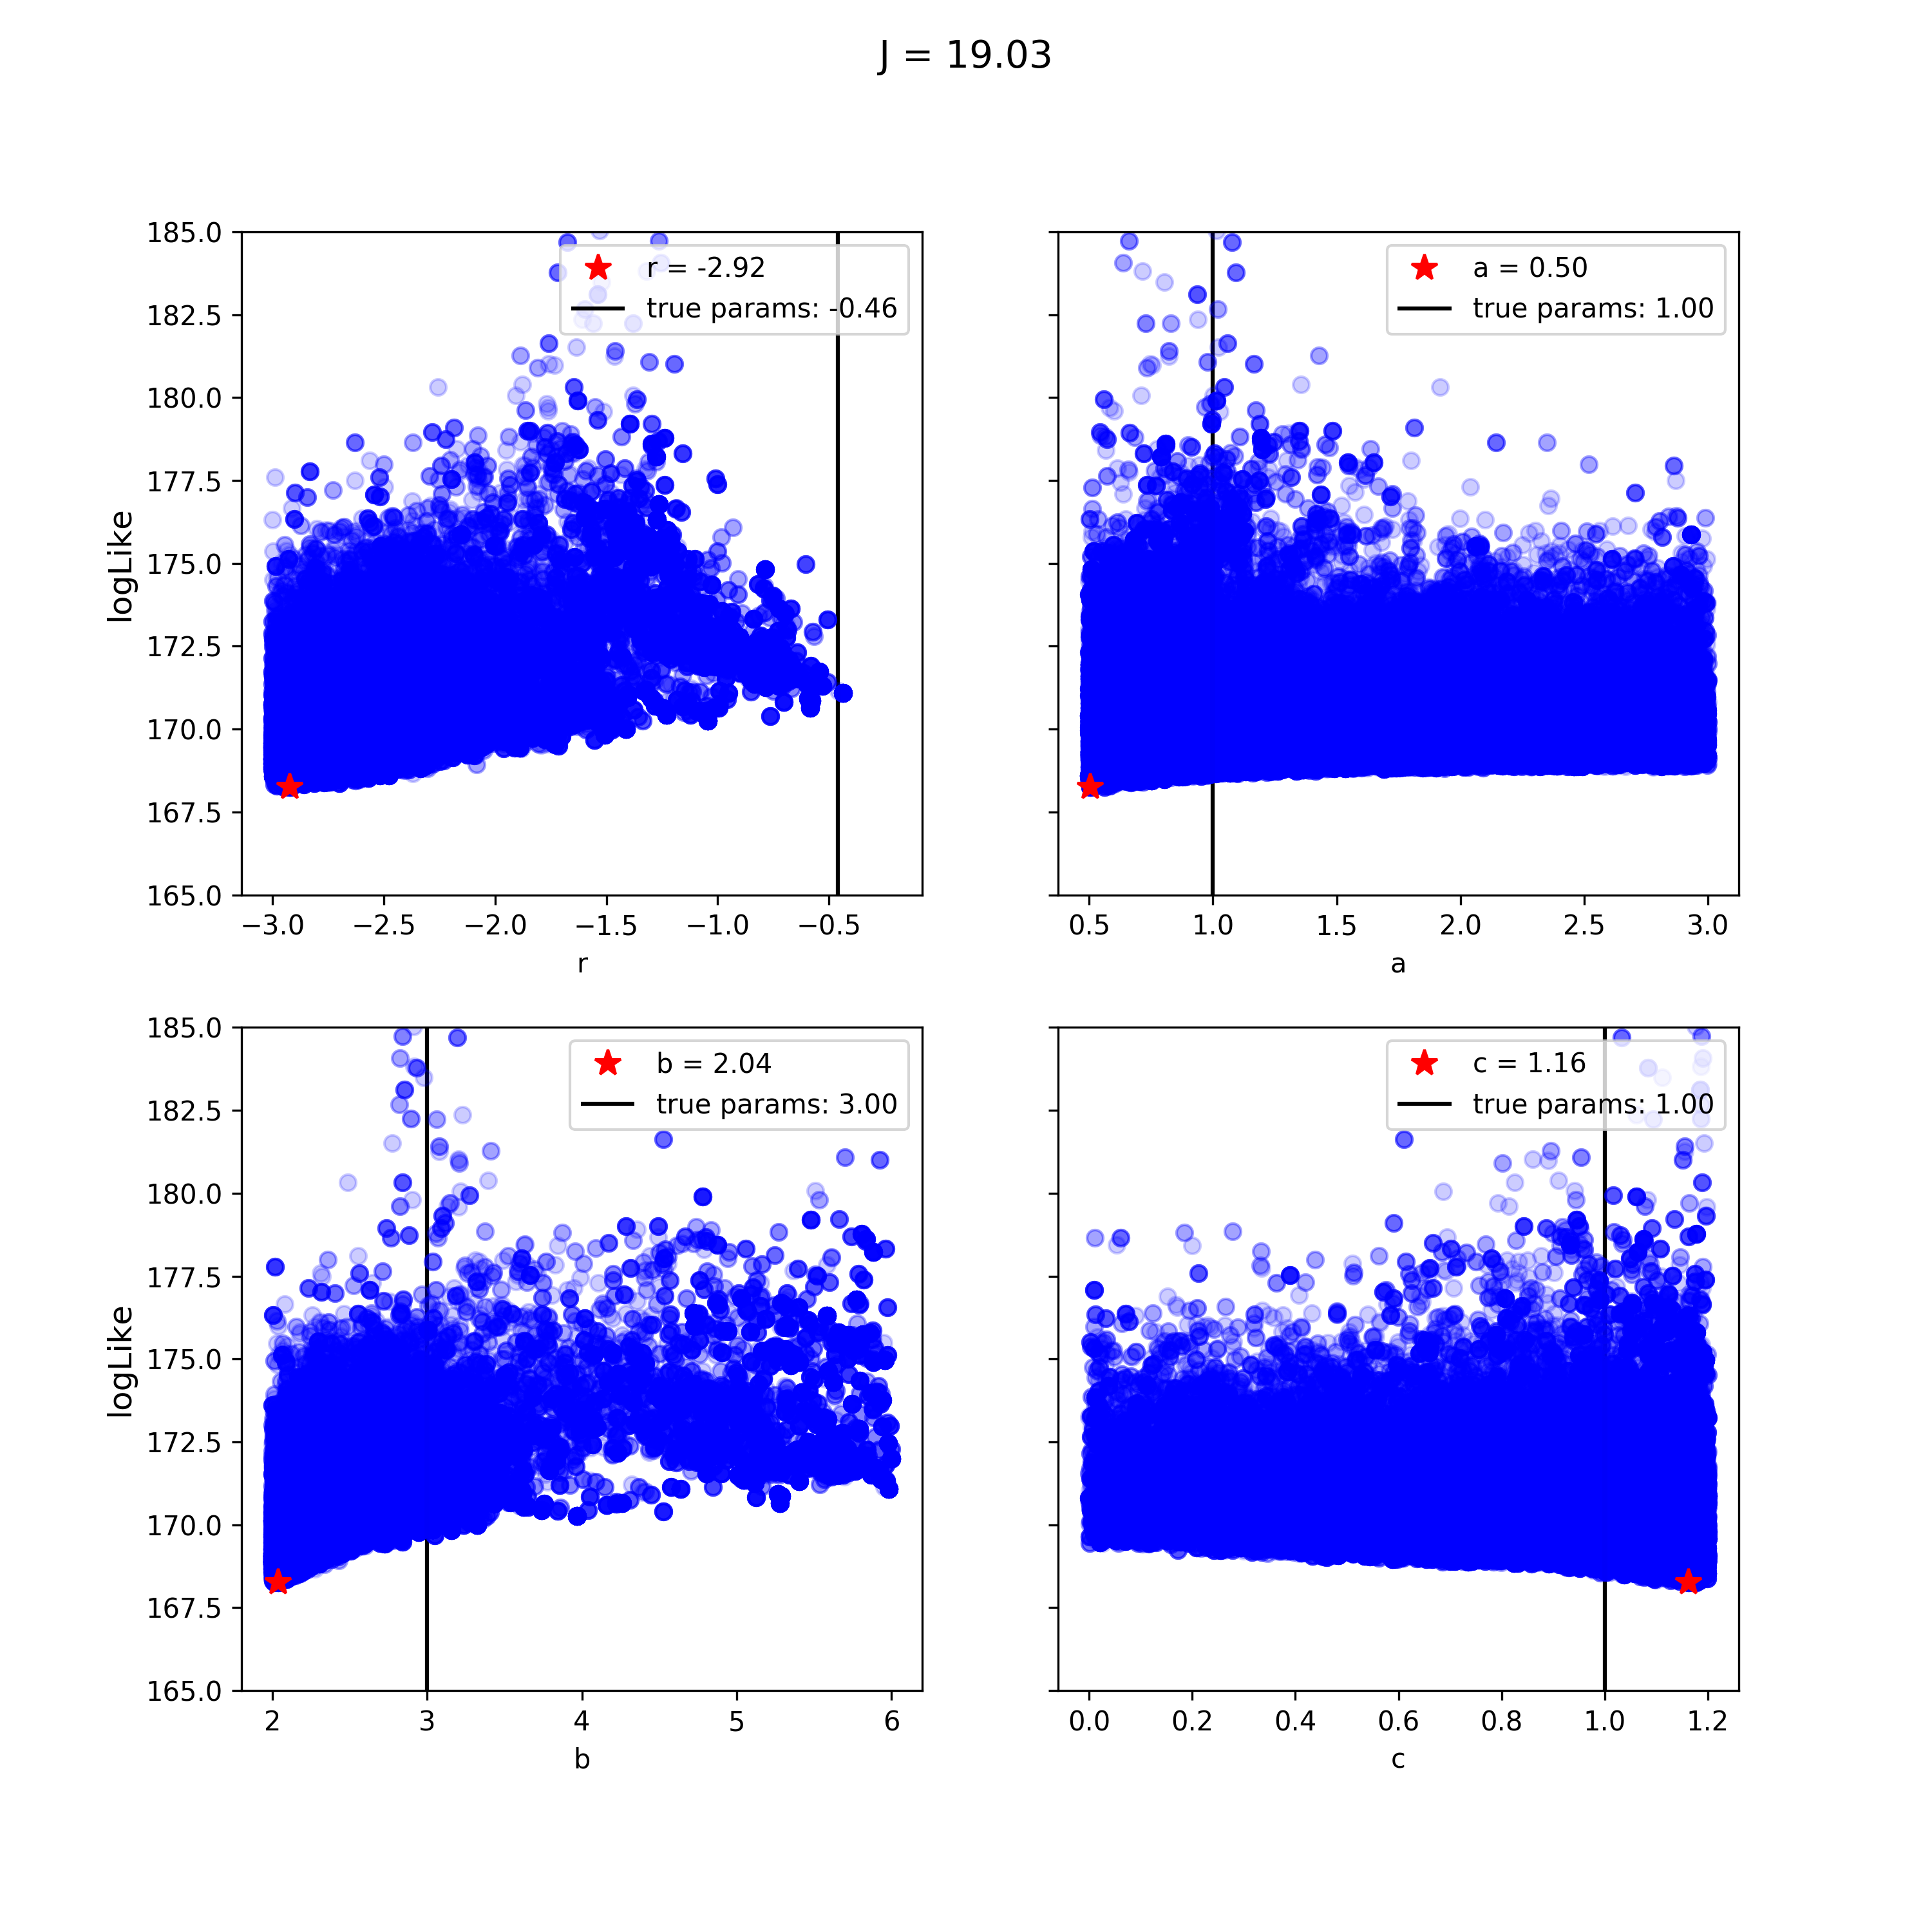 J = 19.03
185.0
182.5
180.0
177.5
175.0
172.5
170.0
167.5
165.0
logLike
r = -2.92
true params: -0.46
−3.0 −2.5 −2.0 −1.5 −1.0 −0.5
r
a = 0.50
true params: 1.00
0.5 1.0 1.5 2.0 2.5 3.0
a
185.0
182.5
180.0
177.5
175.0
172.5
170.0
167.5
165.0
logLike
b = 2.04
true params: 3.00
2 3 4 5 6
b
c = 1.16
true params: 1.00
0.0 0.2 0.4 0.6 0.8 1.0 1.2
c